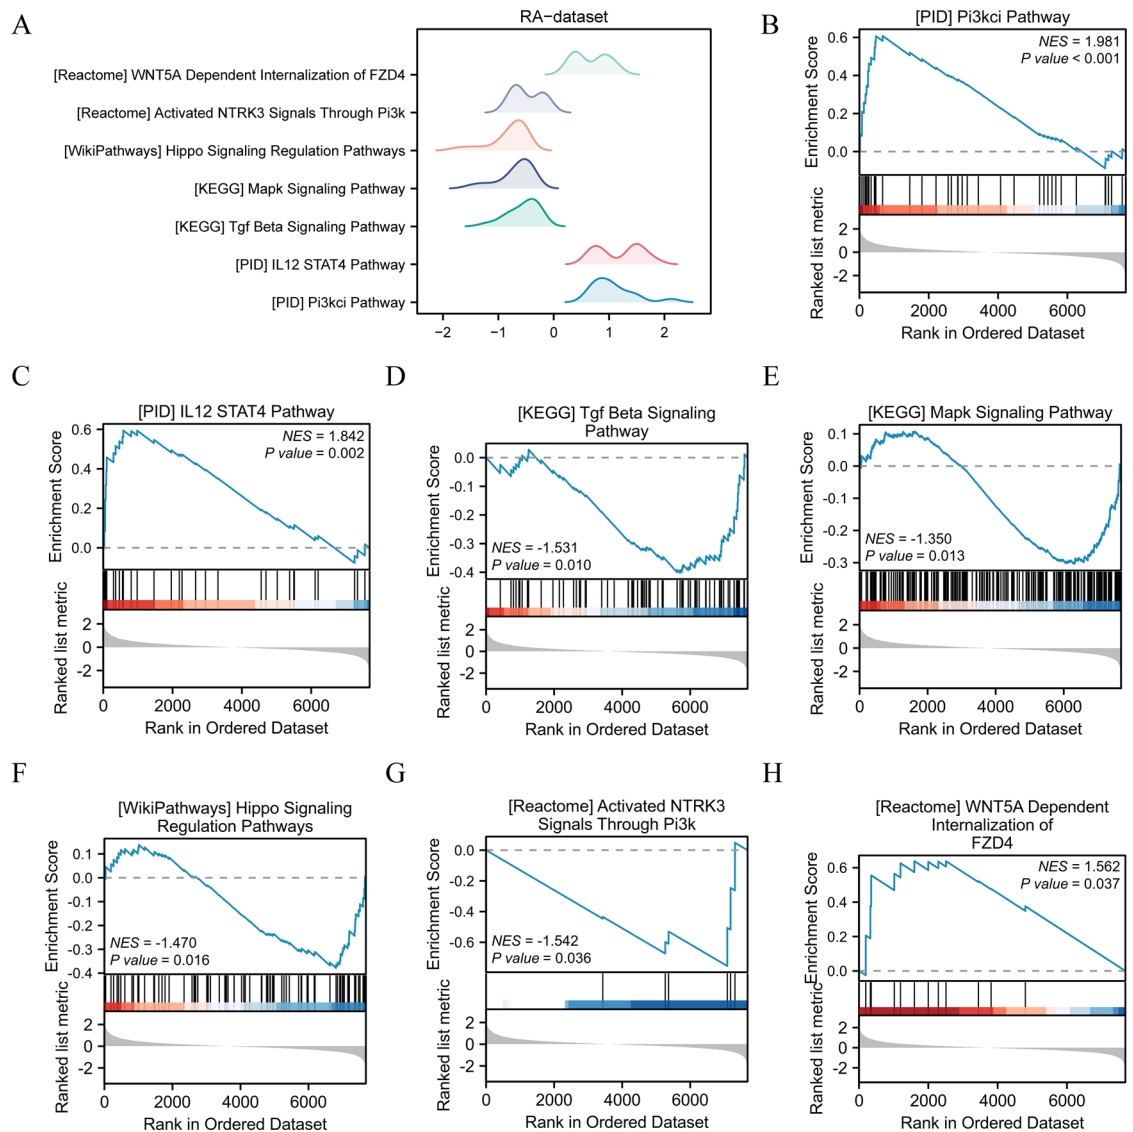 A
RA−dataset
[Reactome] WNT5A Dependent Internalization of FZD4
[Reactome] Activated NTRK3 Signals Through Pi3k
[WikiPathways] Hippo Signaling Regulation Pathways
[KEGG] Mapk Signaling Pathway
[KEGG] Tgf Beta Signaling Pathway
[PID] IL12 STAT4 Pathway
[PID] Pi3kci Pathway
−2 −1 0 1 2
B
[PID] Pi3kci Pathway
NES = 1.981
P value < 0.001
Enrichment Score
0.6
0.4
0.2
0.0
Ranked list metric
2
0
-2
0 2000 4000 6000
Rank in Ordered Dataset
C
[PID] IL12 STAT4 Pathway
NES = 1.842
P value = 0.002
Enrichment Score
0.6
0.4
0.2
0.0
Ranked list metric
2
0
-2
0 2000 4000 6000
Rank in Ordered Dataset
D
[KEGG] Tgf Beta Signaling
Pathway
Enrichment Score
0.0
-0.1
-0.2
-0.3
-0.4
NES = -1.531
P value = 0.010
Ranked list metric
2
0
-2
0 2000 4000 6000
Rank in Ordered Dataset
E
[KEGG] Mapk Signaling Pathway
Enrichment Score
0.1
0.0
-0.1
-0.2
-0.3
NES = -1.350
P value = 0.013
Ranked list metric
2
0
-2
0 2000 4000 6000
Rank in Ordered Dataset
F
[WikiPathways] Hippo Signaling
Regulation Pathways
Enrichment Score
0.1
0.0
-0.1
-0.2
-0.3
-0.4
NES = -1.470
P value = 0.016
Ranked list metric
2
0
-2
0 2000 4000 6000
Rank in Ordered Dataset
G
[Reactome] Activated NTRK3
Signals Through Pi3k
Enrichment Score
0.0
-0.2
-0.4
-0.6
NES = -1.542
P value = 0.036
Ranked list metric
2
0
-2
0 2000 4000 6000
Rank in Ordered Dataset
H
[Reactome] WNT5A Dependent
Internalization of
FZD4
NES = 1.562
P value = 0.037
Enrichment Score
0.6
0.4
0.2
0.0
Ranked list metric
2
0
-2
0 2000 4000 6000
Rank in Ordered Dataset